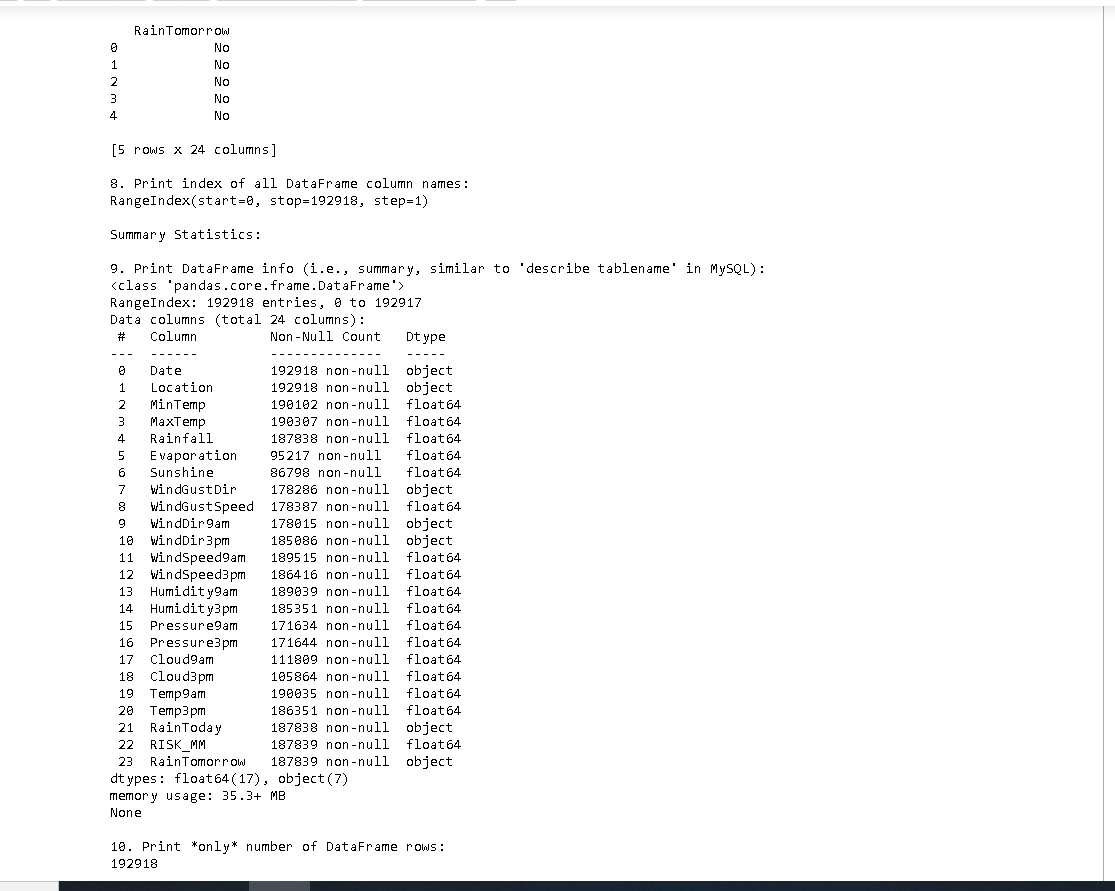 RainTomorrow
0 No
1 No
2 No
3 No
4 No
[5 rows x 24 columns]
8. Print index of all DataFrame column names:
RangeIndex(start=0, stop=192918, step=1)
Summary Statistics:
9. Print DataFrame info (i.e., summary, similar to 'describe tablename' in MySQL):
<class 'pandas.core.frame.DataFrame'>
RangeIndex: 192918 entries, 0 to 192917
Data columns (total 24 columns):
# Column Non-Null Count Dtype
--- ------ -------------- -----
0 Date 192918 non-null object
1 Location 192918 non-null object
2 MinTemp 190102 non-null float64
3 MaxTemp 190307 non-null float64
4 Rainfall 187838 non-null float64
5 Evaporation 95217 non-null float64
6 Sunshine 86798 non-null float64
7 WindGustDir 178286 non-null object
8 WindGustSpeed 178387 non-null float64
9 WindDir9am 178015 non-null object
10 WindDir3pm 185086 non-null object
11 WindSpeed9am 189515 non-null float64
12 WindSpeed3pm 186416 non-null float64
13 Humidity9am 189039 non-null float64
14 Humidity3pm 185351 non-null float64
15 Pressure9am 171634 non-null float64
16 Pressure3pm 171644 non-null float64
17 Cloud9am 111809 non-null float64
18 Cloud3pm 105864 non-null float64
19 Temp9am 190035 non-null float64
20 Temp3pm 186351 non-null float64
21 RainToday 187838 non-null object
22 RISK_MM 187839 non-null float64
23 RainTomorrow 187839 non-null object
dtypes: float64(17), object(7)
memory usage: 35.3+ MB
None
10. Print *only* number of DataFrame rows:
192918